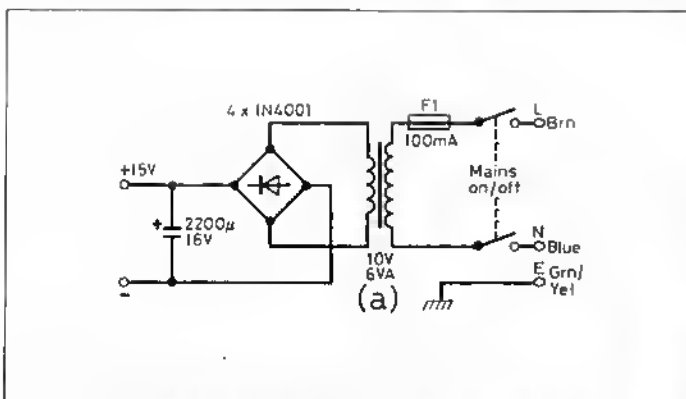 4 x IN4001
F1
100mA
L
Brn
+15V
Mains
on/off
+
2200µ
16V
N
Blue
10V
6VA
E
Grn/
Yel
-
(a)